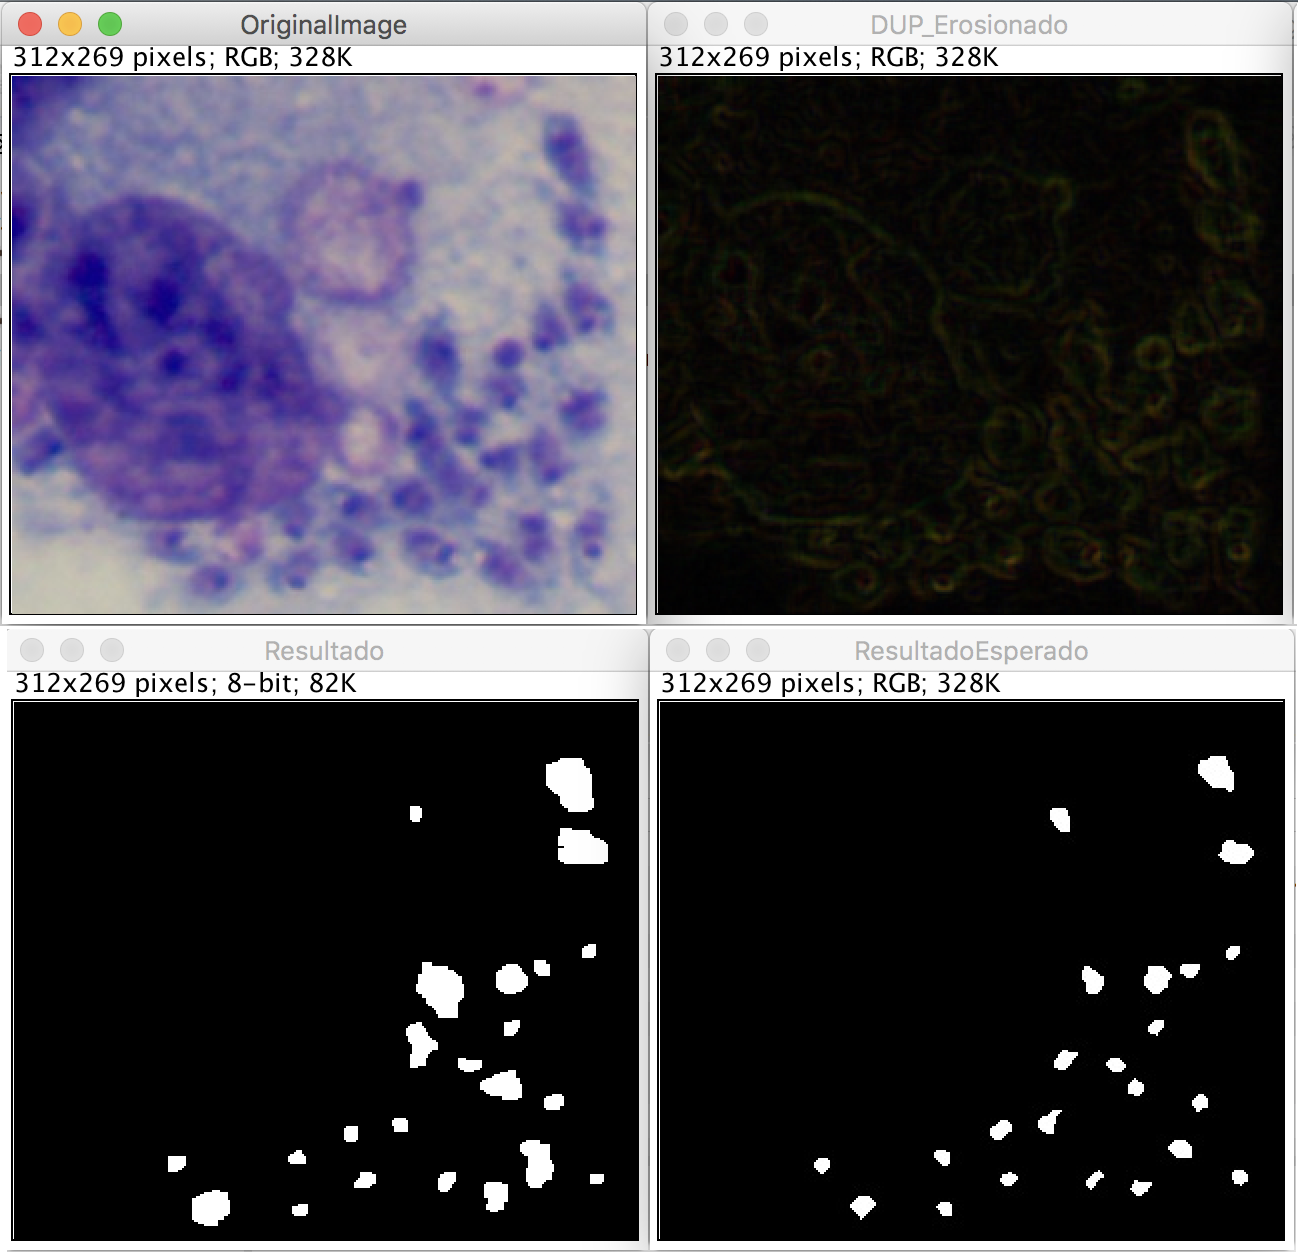 OriginalImage
312x269 pixels; RGB; 328K
DUP_Erosionado
312x269 pixels; RGB; 328K
Resultado
312x269 pixels; 8-bit; 82K
ResultadoEsperado
312x269 pixels; RGB; 328K